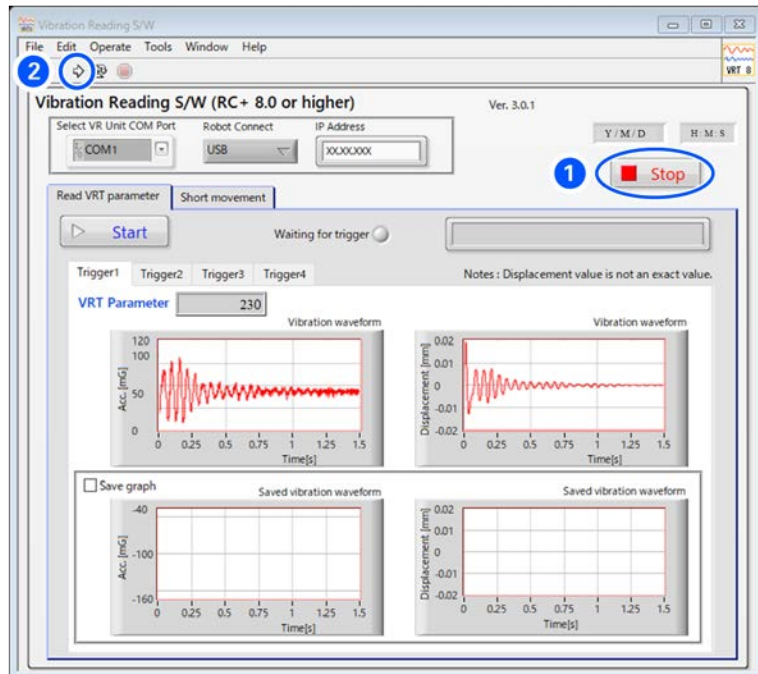 Vibration Reading S/W
File Edit Operate Tools Window Help
2
VRT 8
Vibration Reading S/W (RC+ 8.0 or higher)
Ver. 3.0.1
Select VR Unit COM Port
Robot Connect
IP Address
Y / M / D
H : M : S
COM1
USB
XX.XX.XXX
1
Stop
Read VRT parameter
Short movement
Start
Waiting for trigger
Trigger1 Trigger2 Trigger3 Trigger4
Notes : Displacement value is not an exact value.
VRT Parameter
230
Vibration waveform
Acc. [mG]
120
100
50
0
0 0.25 0.5 0.75 1 1.25 1.5
Time[s]
Vibration waveform
Displacement [mm]
0.02
0.01
0
-0.01
-0.02
0 0.25 0.5 0.75 1 1.25 1.5
Time[s]
Save graph
Saved vibration waveform
Acc. [mG]
-40
-100
-160
0 0.25 0.5 0.75 1 1.25 1.5
Time[s]
Saved vibration waveform
Displacement [mm]
0.02
0.01
0
-0.01
-0.02
0 0.25 0.5 0.75 1 1.25 1.5
Time[s]